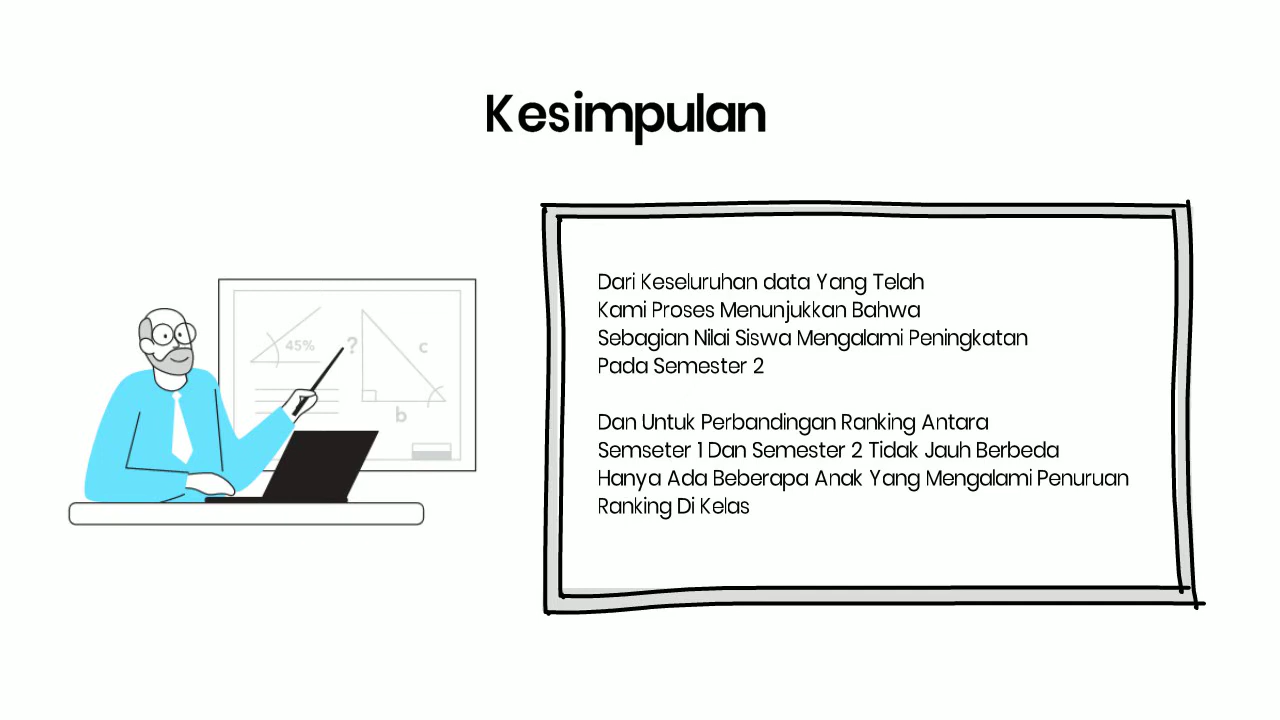 Kesimpulan
45%
?
c
b
Dari Keseluruhan data Yang Telah
Kami Proses Menunjukkan Bahwa
Sebagian Nilai Siswa Mengalami Peningkatan
Pada Semester 2
Dan Untuk Perbandingan Ranking Antara
Semseter 1 Dan Semester 2 Tidak Jauh Berbeda
Hanya Ada Beberapa Anak Yang Mengalami Penuruan
Ranking Di Kelas